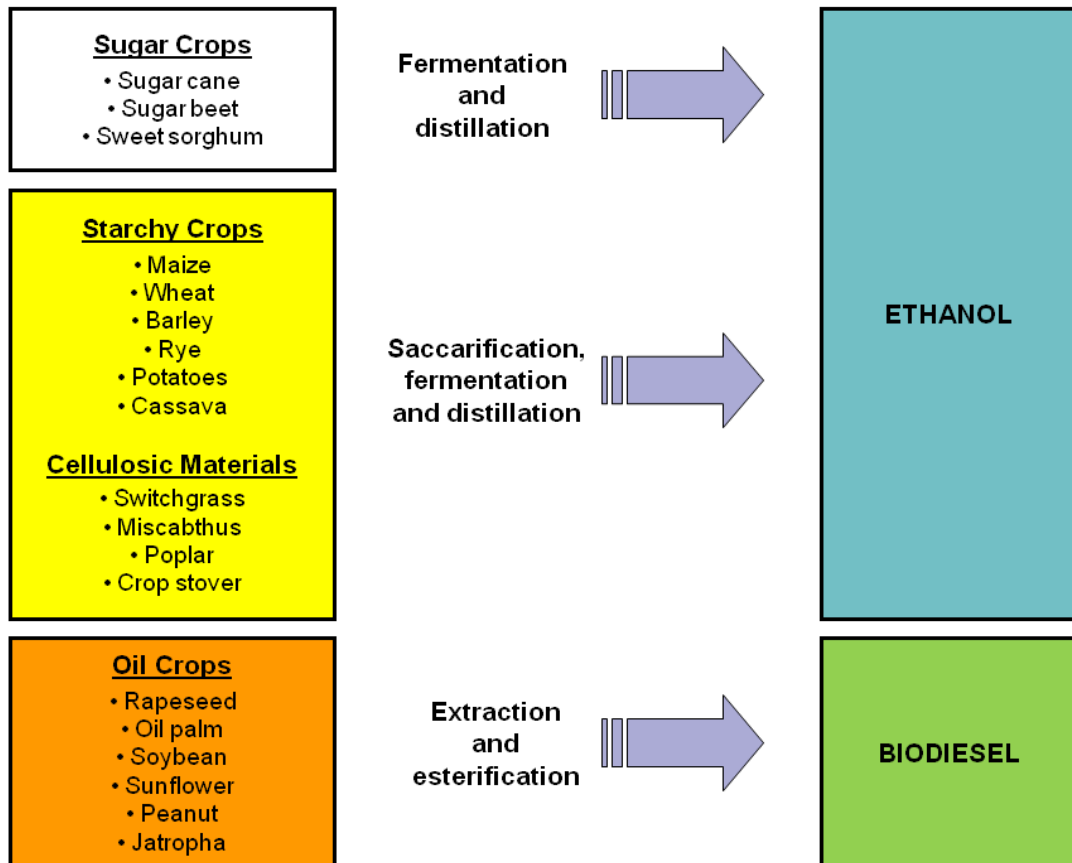 Sugar Crops
• Sugar cane
• Sugar beet
• Sweet sorghum
Fermentation
and
distillation
Starchy Crops
• Maize
• Wheat
• Barley
• Rye
• Potatoes
• Cassava
Cellulosic Materials
• Switchgrass
• Miscabthus
• Poplar
• Crop stover
Saccarification,
fermentation
and distillation
ETHANOL
Oil Crops
• Rapeseed
• Oil palm
• Soybean
• Sunflower
• Peanut
• Jatropha
Extraction
and
esterification
BIODIESEL